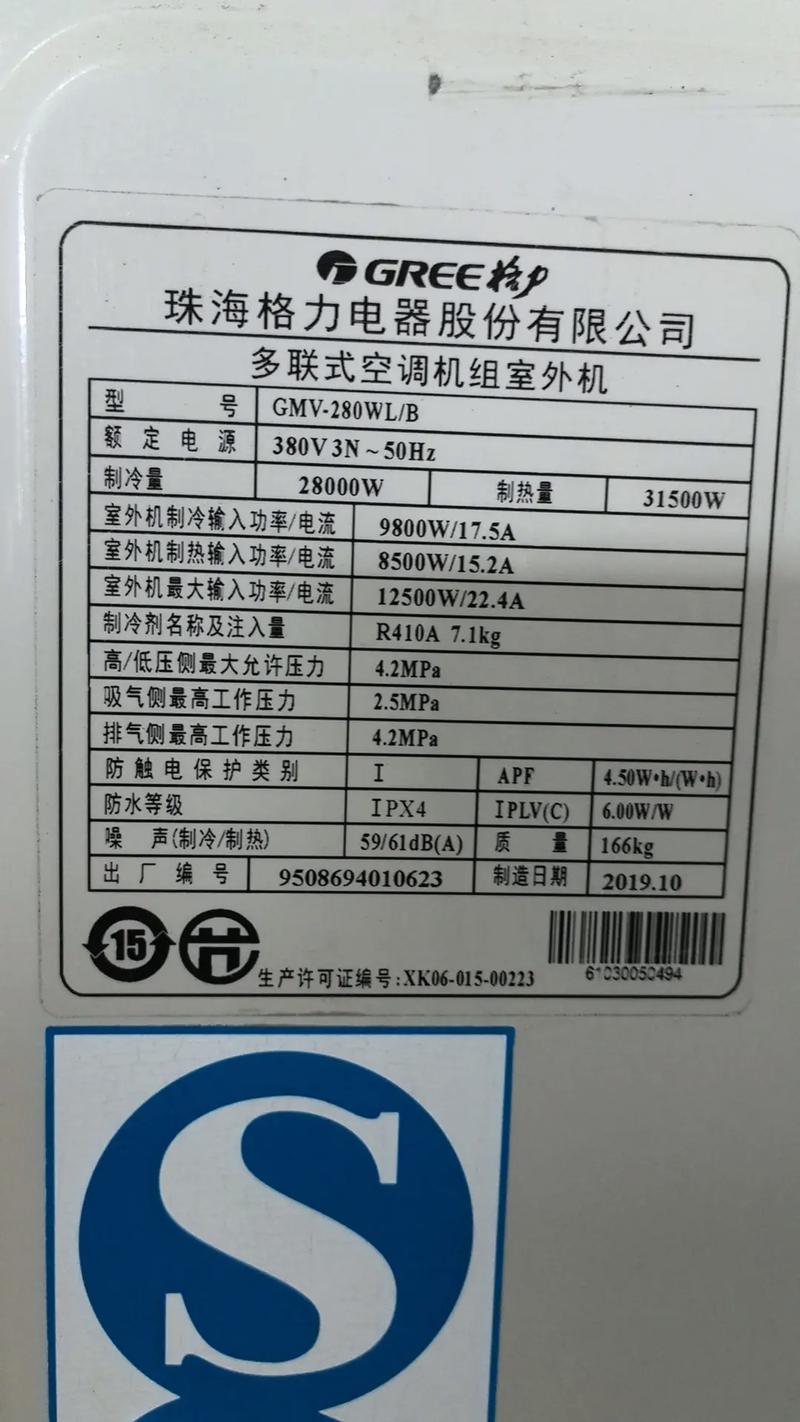 GREE 格力
珠海格力电器股份有限公司
多联式空调机组室外机
型 号 GMV-280WL/B
额定电源 380V 3N～50Hz
制冷量 28000W 制热量 31500W
室外机制冷输入功率/电流 9800W/17.5A
室外机制热输入功率/电流 8500W/15.2A
室外机最大输入功率/电流 12500W/22.4A
制冷剂名称及注入量 R410A 7.1kg
高/低压侧最大允许压力 4.2MPa
吸气侧最高工作压力 2.5MPa
排气侧最高工作压力 4.2MPa
防触电保护类别 I APF 4.50W•h/(W•h)
防水等级 IPX4 IPLV(C) 6.00W/W
噪 声(制冷/制热) 59/61dB(A) 质 量 166kg
出厂编号 9508694010623 制造日期 2019.10
15
生产许可证编号:XK06-015-00223
61030050494
S